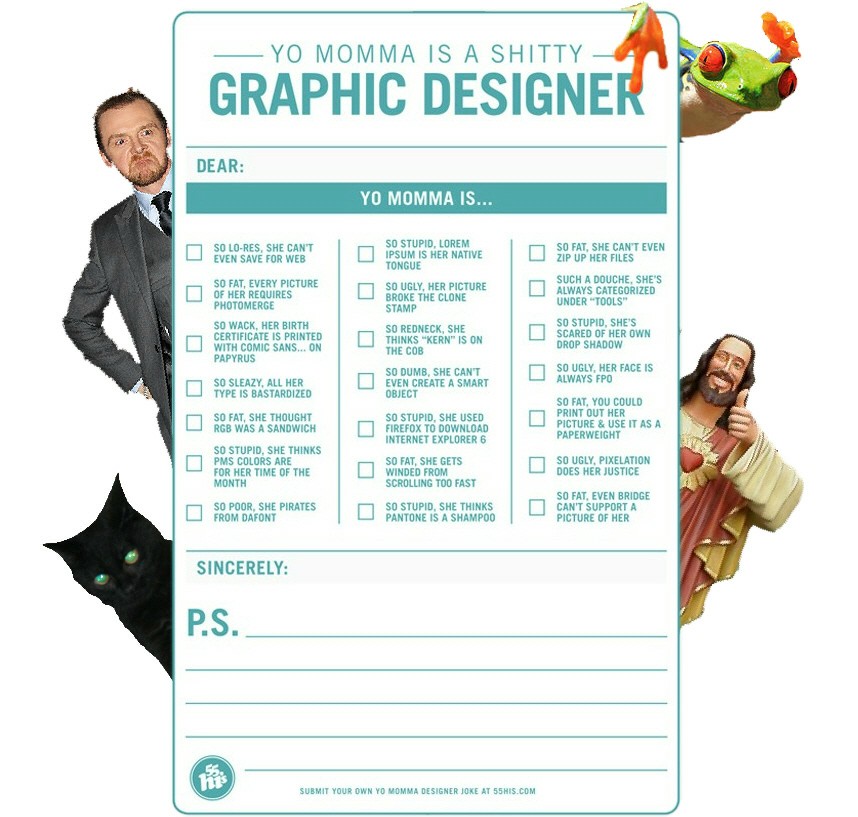 YO MOMMA IS A SHITTY
GRAPHIC DESIGNER
DEAR:
YO MOMMA IS...
SO LO-RES, SHE CAN'T
EVEN SAVE FOR WEB
SO FAT, EVERY PICTURE
OF HER REQUIRES
PHOTOMERGE
SO WACK, HER BIRTH
CERTIFICATE IS PRINTED
WITH COMIC SANS... ON
PAPYRUS
SO SLEAZY, ALL HER
TYPE IS BASTARDIZED
SO FAT, SHE THOUGHT
RGB WAS A SANDWICH
SO STUPID, SHE THINKS
PMS COLORS ARE
FOR HER TIME OF THE
MONTH
SO POOR, SHE PIRATES
FROM DAFONT
SO STUPID, LOREM
IPSUM IS HER NATIVE
TONGUE
SO UGLY, HER PICTURE
BROKE THE CLONE
STAMP
SO REDNECK, SHE
THINKS "KERN" IS ON
THE COB
SO DUMB, SHE CAN'T
EVEN CREATE A SMART
OBJECT
SO STUPID, SHE USED
FIREFOX TO DOWNLOAD
INTERNET EXPLORER 6
SO FAT, SHE GETS
WINDED FROM
SCROLLING TOO FAST
SO STUPID, SHE THINKS
PANTONE IS A SHAMPOO
SO FAT, SHE CAN'T EVEN
ZIP UP HER FILES
SUCH A DOUCHE, SHE'S
ALWAYS CATEGORIZED
UNDER "TOOLS"
SO STUPID, SHE'S
SCARED OF HER OWN
DROP SHADOW
SO UGLY, HER FACE IS
ALWAYS FPO
SO FAT, YOU COULD
PRINT OUT HER
PICTURE & USE IT AS A
PAPERWEIGHT
SO UGLY, PIXELATION
DOES HER JUSTICE
SO FAT, EVEN BRIDGE
CAN'T SUPPORT A
PICTURE OF HER
SINCERELY:
P.S.
55
his
SUBMIT YOUR OWN YO MOMMA DESIGNER JOKE AT 55HIS.COM